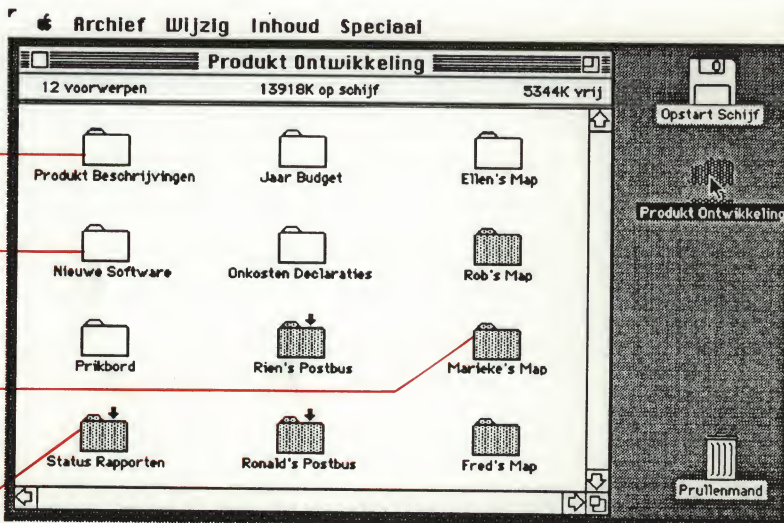 Archief Wijzig Inhoud Speciaal
Produkt Ontwikkeling
12 voorwerpen 13918K op schijf 5344K vrij
Opstart Schijf
Produkt Beschrijvingen Jaar Budget Ellen's Map
Produkt Ontwikkeling
Nieuwe Software Onkosten Declaraties Rob's Map
Prikbord Rien's Postbus Marieke's Map
Status Rapporten Ronald's Postbus Fred's Map
Prullenmand